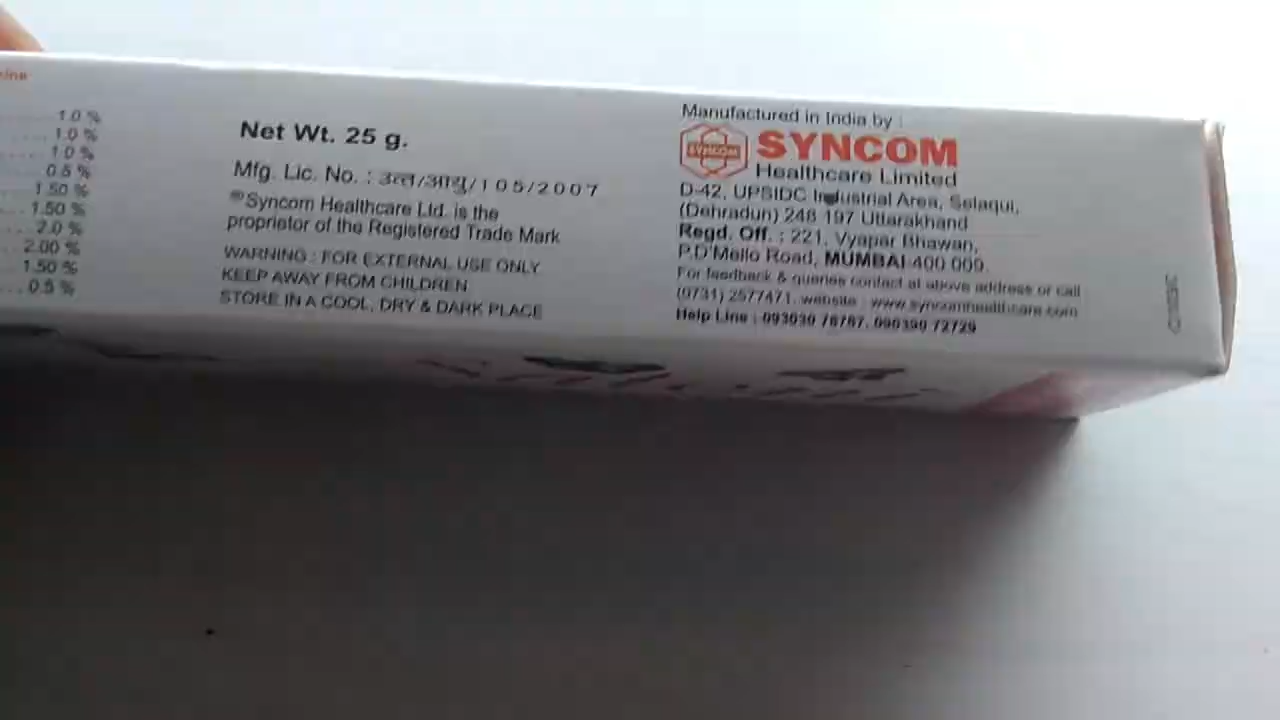 1.0 %
1.0 %
1.0 %
0.5 %
1.50 %
1.50 %
2.0 %
2.00 %
1.50 %
0.5 %
Net Wt. 25 g.
Mfg. Lic. No. : उत्त/आयु/105/2007
®Syncom Healthcare Ltd. is the
proprietor of the Registered Trade Mark
WARNING : FOR EXTERNAL USE ONLY
KEEP AWAY FROM CHILDREN
STORE IN A COOL, DRY & DARK PLACE
Manufactured in India by :
SYNCOM
SYNCOM
Healthcare Limited
D-42, UPSIDC Industrial Area, Selaqui,
(Dehradun) 248 197 Uttarakhand
Regd. Off. : 221, Vyapar Bhawan,
P.D'Mello Road, MUMBAI-400 009.
For feedback & queries contact at above address or call
(0731) 2577471, website : www.syncomhealthcare.com
Help Line : 093030 78787, 090390 72729